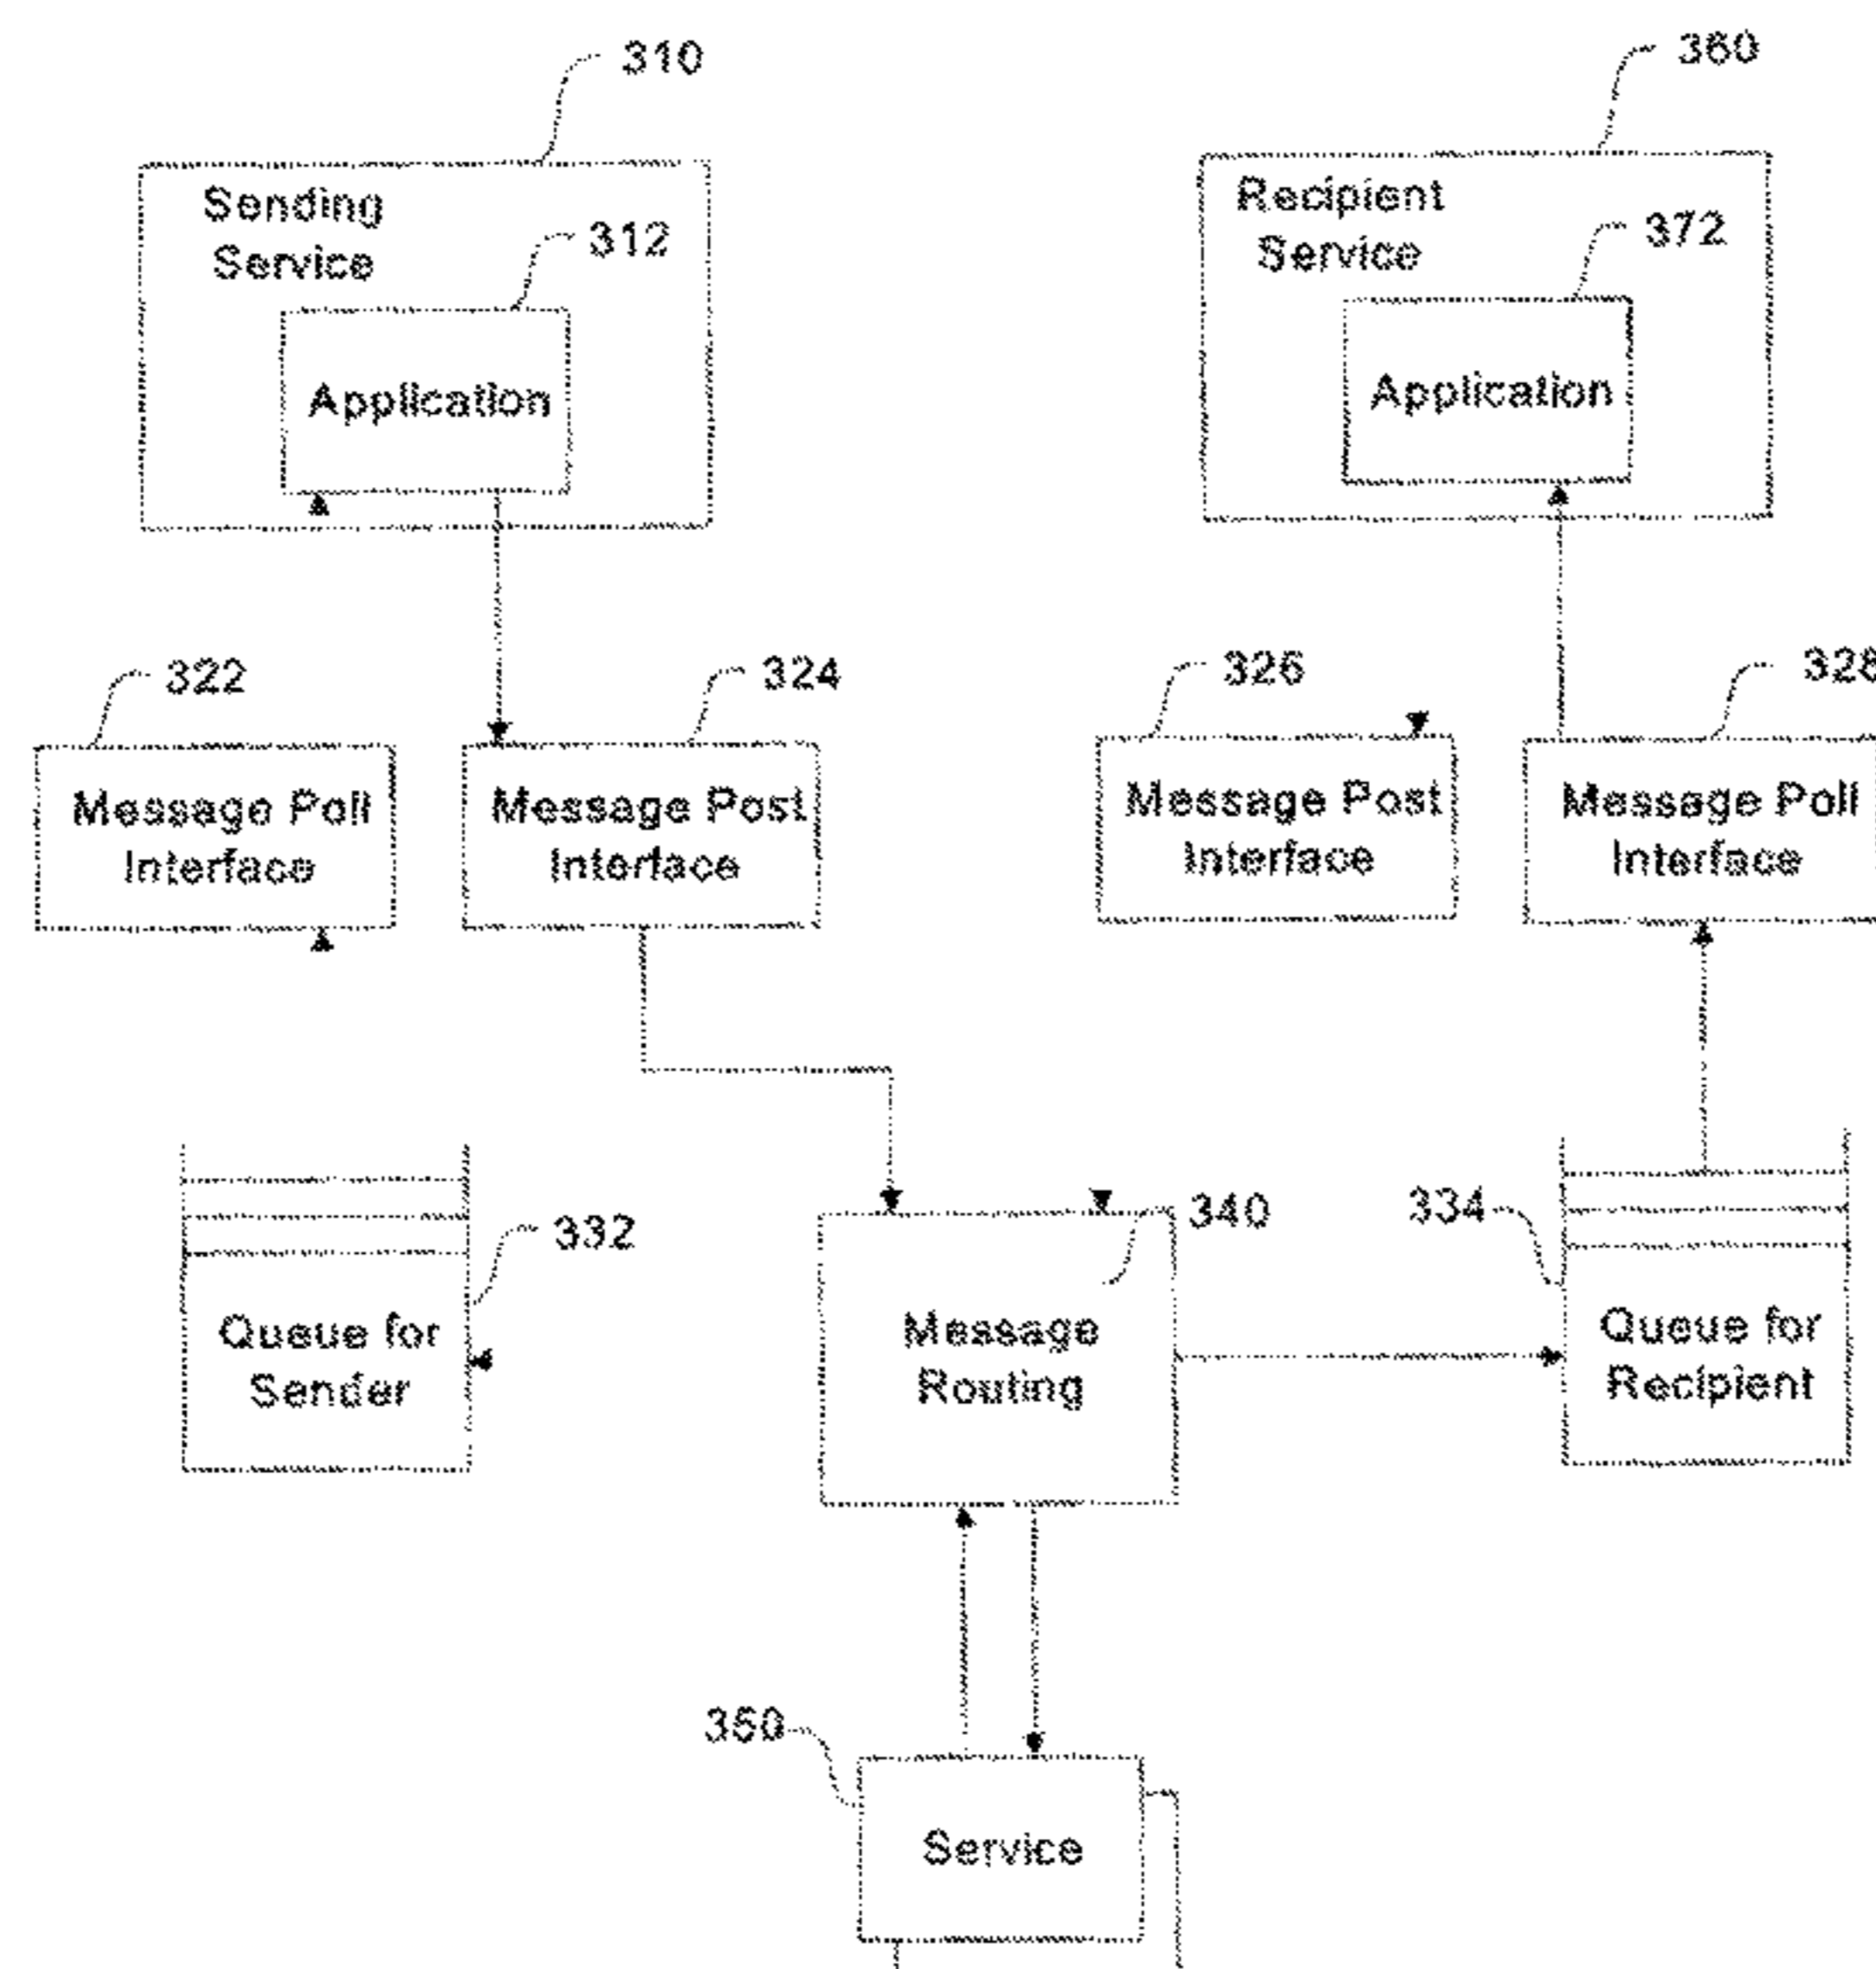 310
360
Sending
Service
312
Recipient
Service
372
Application
Application
322
324
326
328
Message Poll
Interface
Message Post
Interface
Message Post
Interface
Message Poll
Interface
332
340
334
Queue for
Sender
Message
Routing
Queue for
Recipient
350
Service